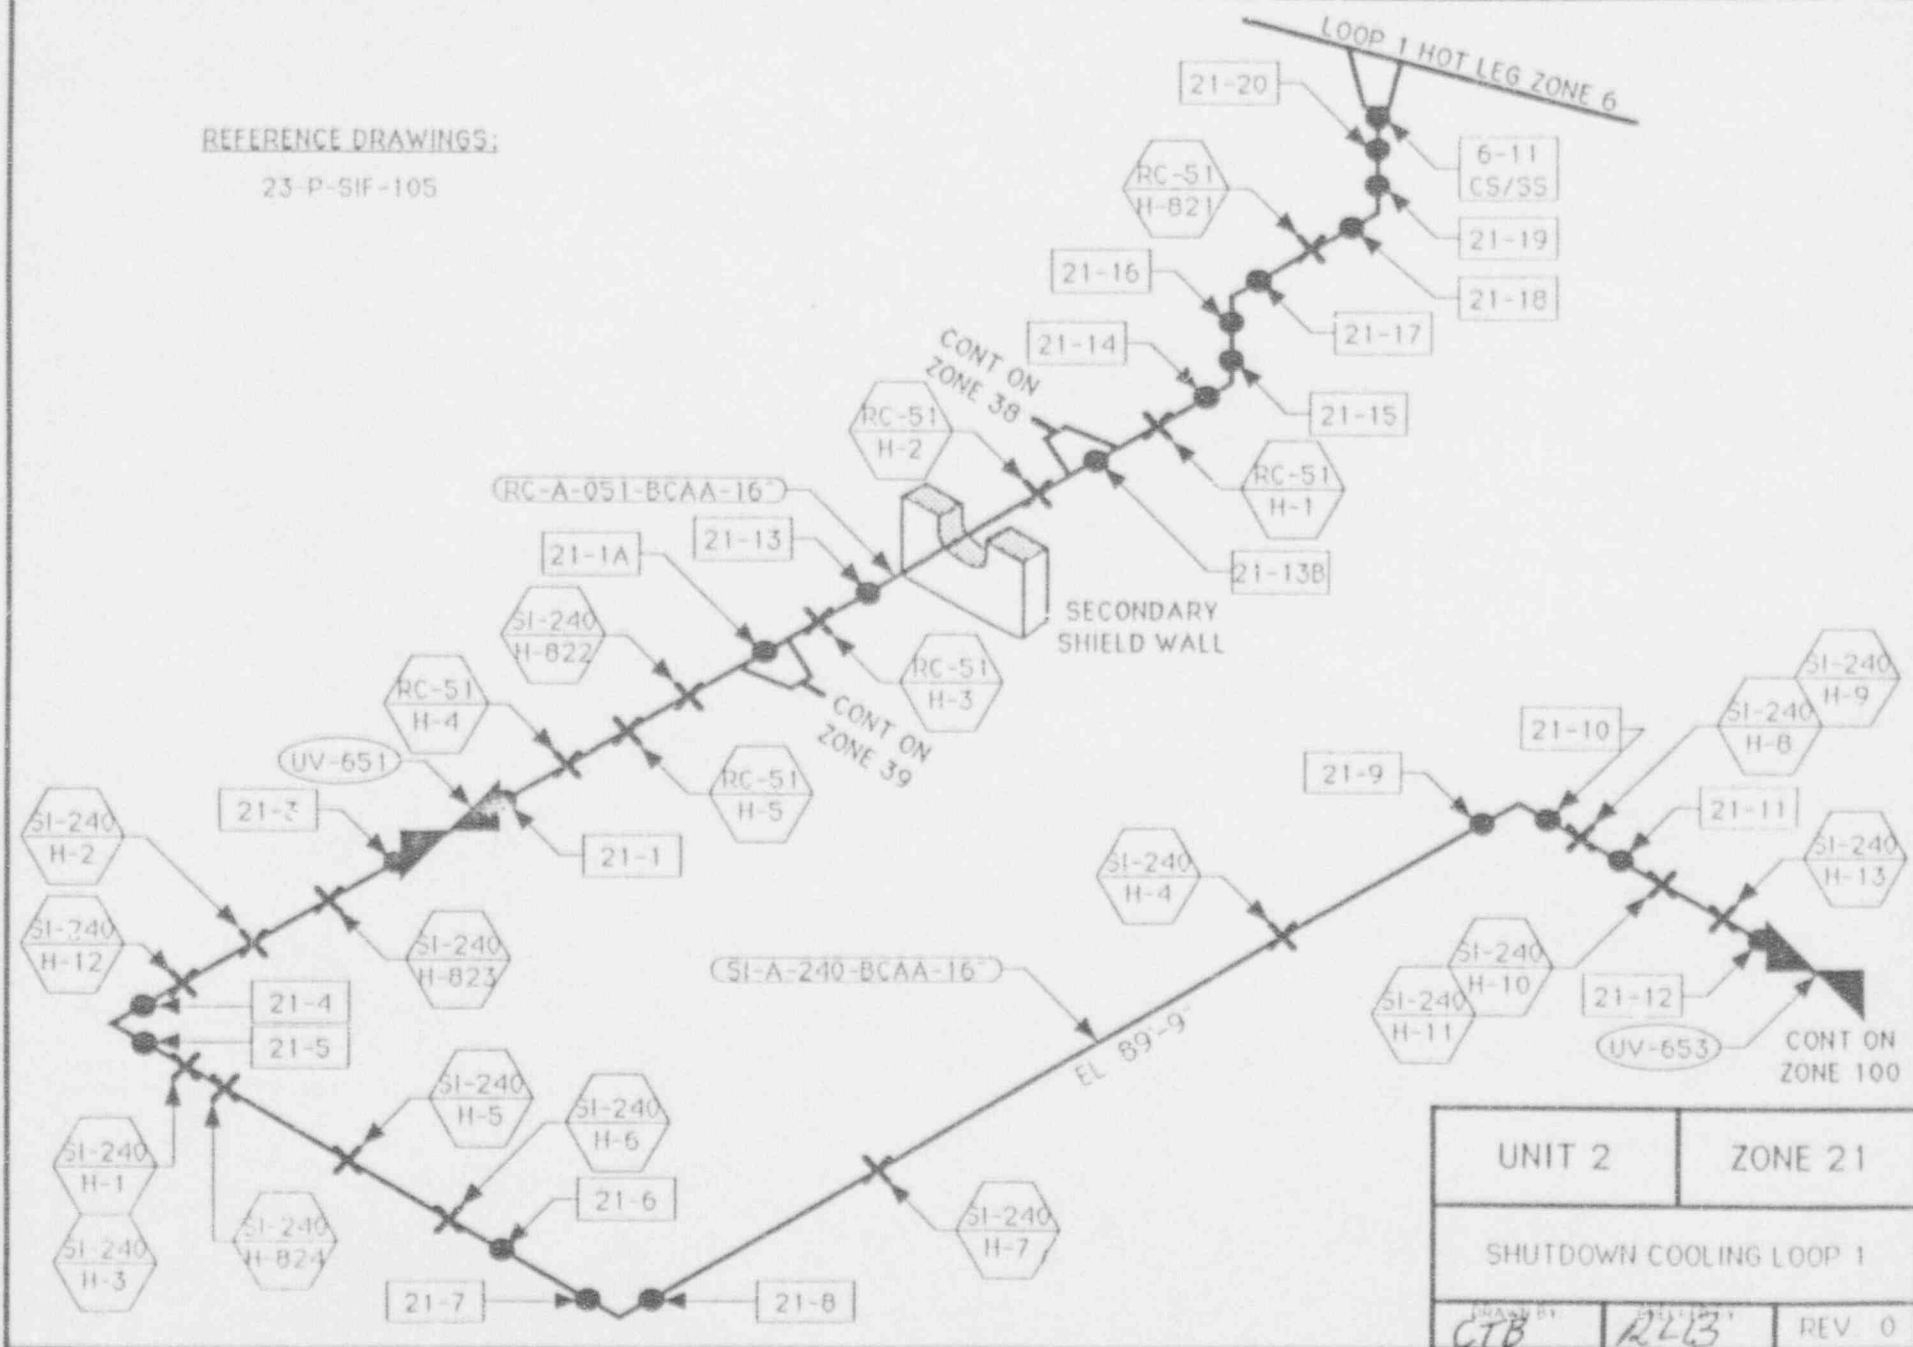 LOOP 1 HOT LEG ZONE 6
21-20
REFERENCE DRAWINGS:
23-P-SIF-105
6-11
CS/SS
RC-51
H-821
21-19
21-16
21-18
21-17
21-14
CONT ON
ZONE 38
21-15
RC-51
H-2
RC-51
H-1
RC-A-051-BCAA-16"
21-13
21-1A
21-13B
SECONDARY
SHIELD WALL
SI-240
H-822
RC-51
H-3
RC-51
H-4
CONT ON
ZONE 39
UV-651
RC-51
H-5
21-3
21-1
SI-240
H-2
SI-240
H-12
SI-240
H-823
21-4
21-5
SI-240
H-9
SI-240
H-8
21-10
21-9
21-11
SI-240
H-4
SI-240
H-13
SI-A-240-BCAA-16"
SI-240
H-10
SI-240
H-11
21-12
UV-653
CONT ON
ZONE 100
EL 89'-9"
SI-240
H-5
SI-240
H-6
SI-240
H-1
SI-240
H-3
SI-240
H-824
21-6
SI-240
H-7
21-7
21-8
UNIT 2
ZONE 21
SHUTDOWN COOLING LOOP 1
DRAWN BY
CTB
REV 0